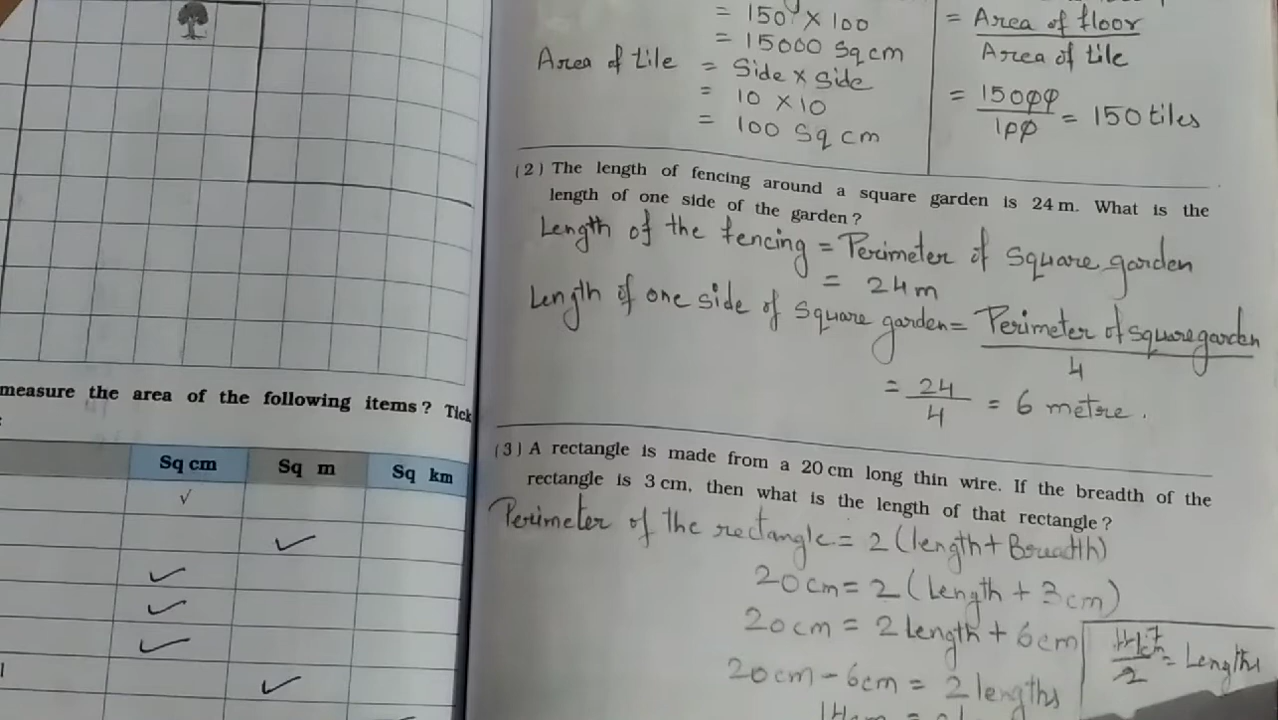 measure the area of the following items? Tick
Sq cm Sq m Sq km
✓
✓
✓
✓
✓
✓
= 150 × 100
= 15000 Sq cm
Area of tile = Side × side
= 10 × 10
= 100 Sq cm
= Area of floor
Area of tile
= 15000
100
= 150 tiles
(2) The length of fencing around a square garden is 24 m. What is the
length of one side of the garden?
Length of the fencing = Perimeter of square garden
= 24 m
Length of one side of square garden = Perimeter of square garden
4
= 24
4
= 6 metre.
(3) A rectangle is made from a 20 cm long thin wire. If the breadth of the
rectangle is 3 cm, then what is the length of that rectangle?
Perimeter of the rectangle = 2 (length + Breadth)
20 cm = 2 (Length + 3 cm)
20 cm = 2 Length + 6 cm
20 cm - 6 cm = 2 lengths
= Lengths
2